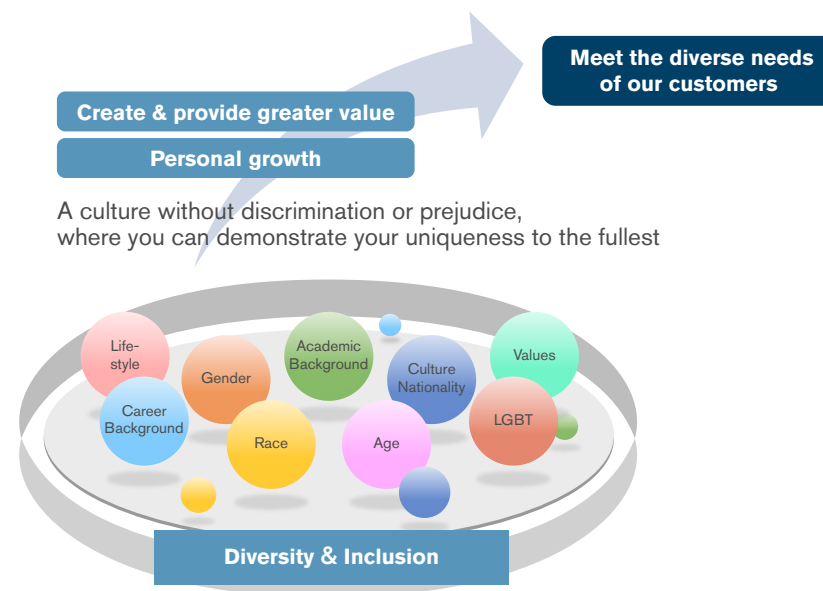 Meet the diverse needs
of our customers
Create & provide greater value
Personal growth
A culture without discrimination or prejudice,
where you can demonstrate your uniqueness to the fullest
Life-
style
Gender
Academic
Background
Culture
Nationality
Values
Career
Background
Race
Age
LGBT
Diversity & Inclusion